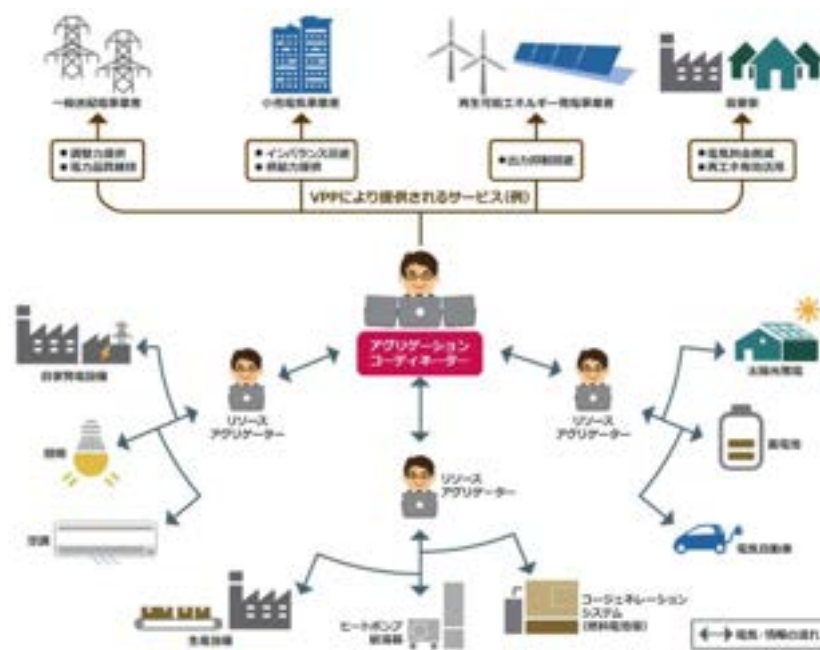 一般送配電事業者
小売電気事業者
再生可能エネルギー発電事業者
需要家
● 調整力提供
● 電力品質維持
● インバランス回避
● 供給力提供
● 出力抑制回避
● 電気料金削減
● 再エネ有効活用
VPPにより提供されるサービス(例)
アグリゲーション
コーディネーター
自家発電設備
リソース
アグリゲーター
リソース
アグリゲーター
太陽光発電
照明
蓄電池
リソース
アグリゲーター
空調
電気自動車
生産設備
ヒートポンプ
給湯器
コージェネレーション
システム
(燃料電池等)
電気/情報の流れ